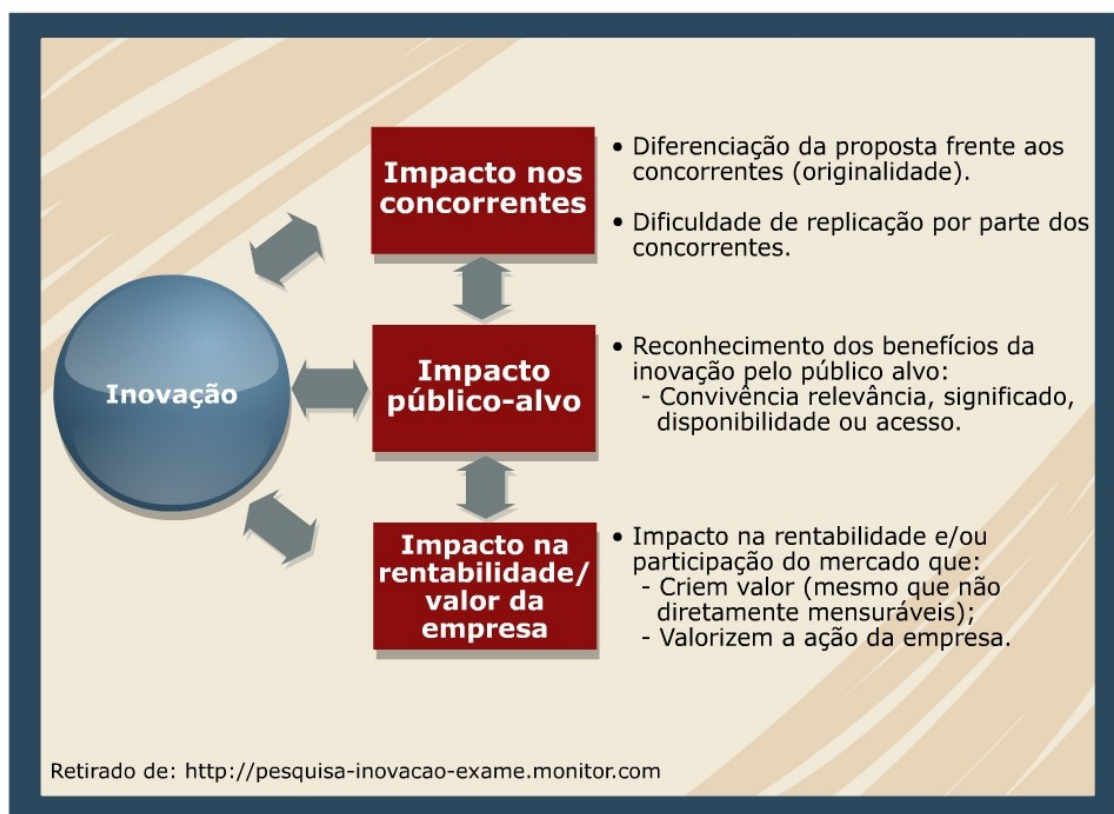 Impacto nos
concorrentes
• Diferenciação da proposta frente aos
concorrentes (originalidade).
• Dificuldade de replicação por parte dos
concorrentes.
Inovação
Impacto
público-alvo
• Reconhecimento dos benefícios da
inovação pelo público alvo:
- Convivência relevância, significado,
disponibilidade ou acesso.
Impacto na
rentabilidade/
valor da
empresa
• Impacto na rentabilidade e/ou
participação do mercado que:
- Criem valor (mesmo que não
diretamente mensuráveis);
- Valorizem a ação da empresa.
Retirado de: http://pesquisa-inovacao-exame.monitor.com